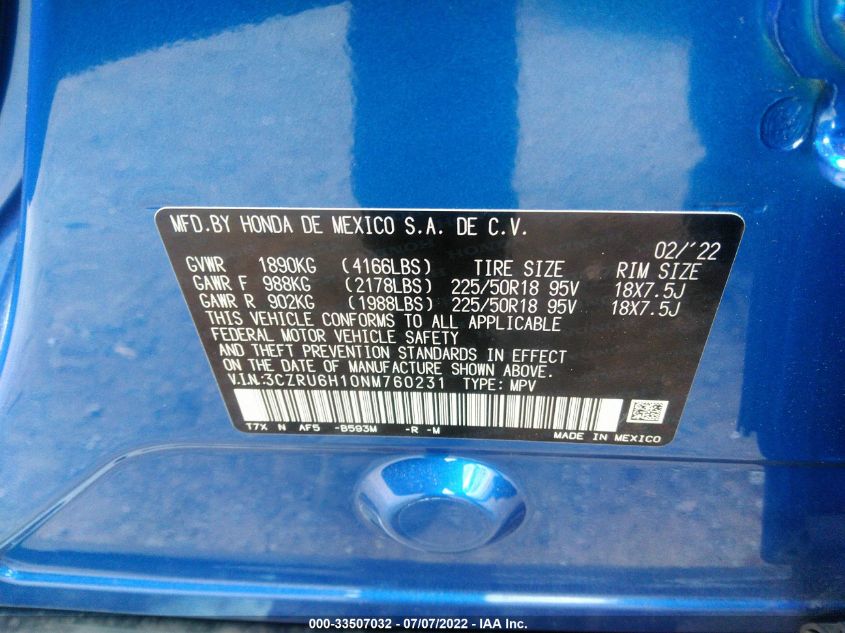 MFD.BY HONDA DE MEXICO S.A. DE C.V.
02/'22
GVWR 1890KG (4166LBS) TIRE SIZE RIM SIZE
GAWR F 988KG (2178LBS) 225/50R18 95V 18X7.5J
GAWR R 902KG (1988LBS) 225/50R18 95V 18X7.5J
THIS VEHICLE CONFORMS TO ALL APPLICABLE
FEDERAL MOTOR VEHICLE SAFETY
AND THEFT PREVENTION STANDARDS IN EFFECT
ON THE DATE OF MANUFACTURE SHOWN ABOVE.
V.I.N:3CZRU6H10NM760231 TYPE: MPV
T7X N AF5 -B593M -R -M
MADE IN MEXICO
000-33507032 - 07/07/2022 - IAA Inc.